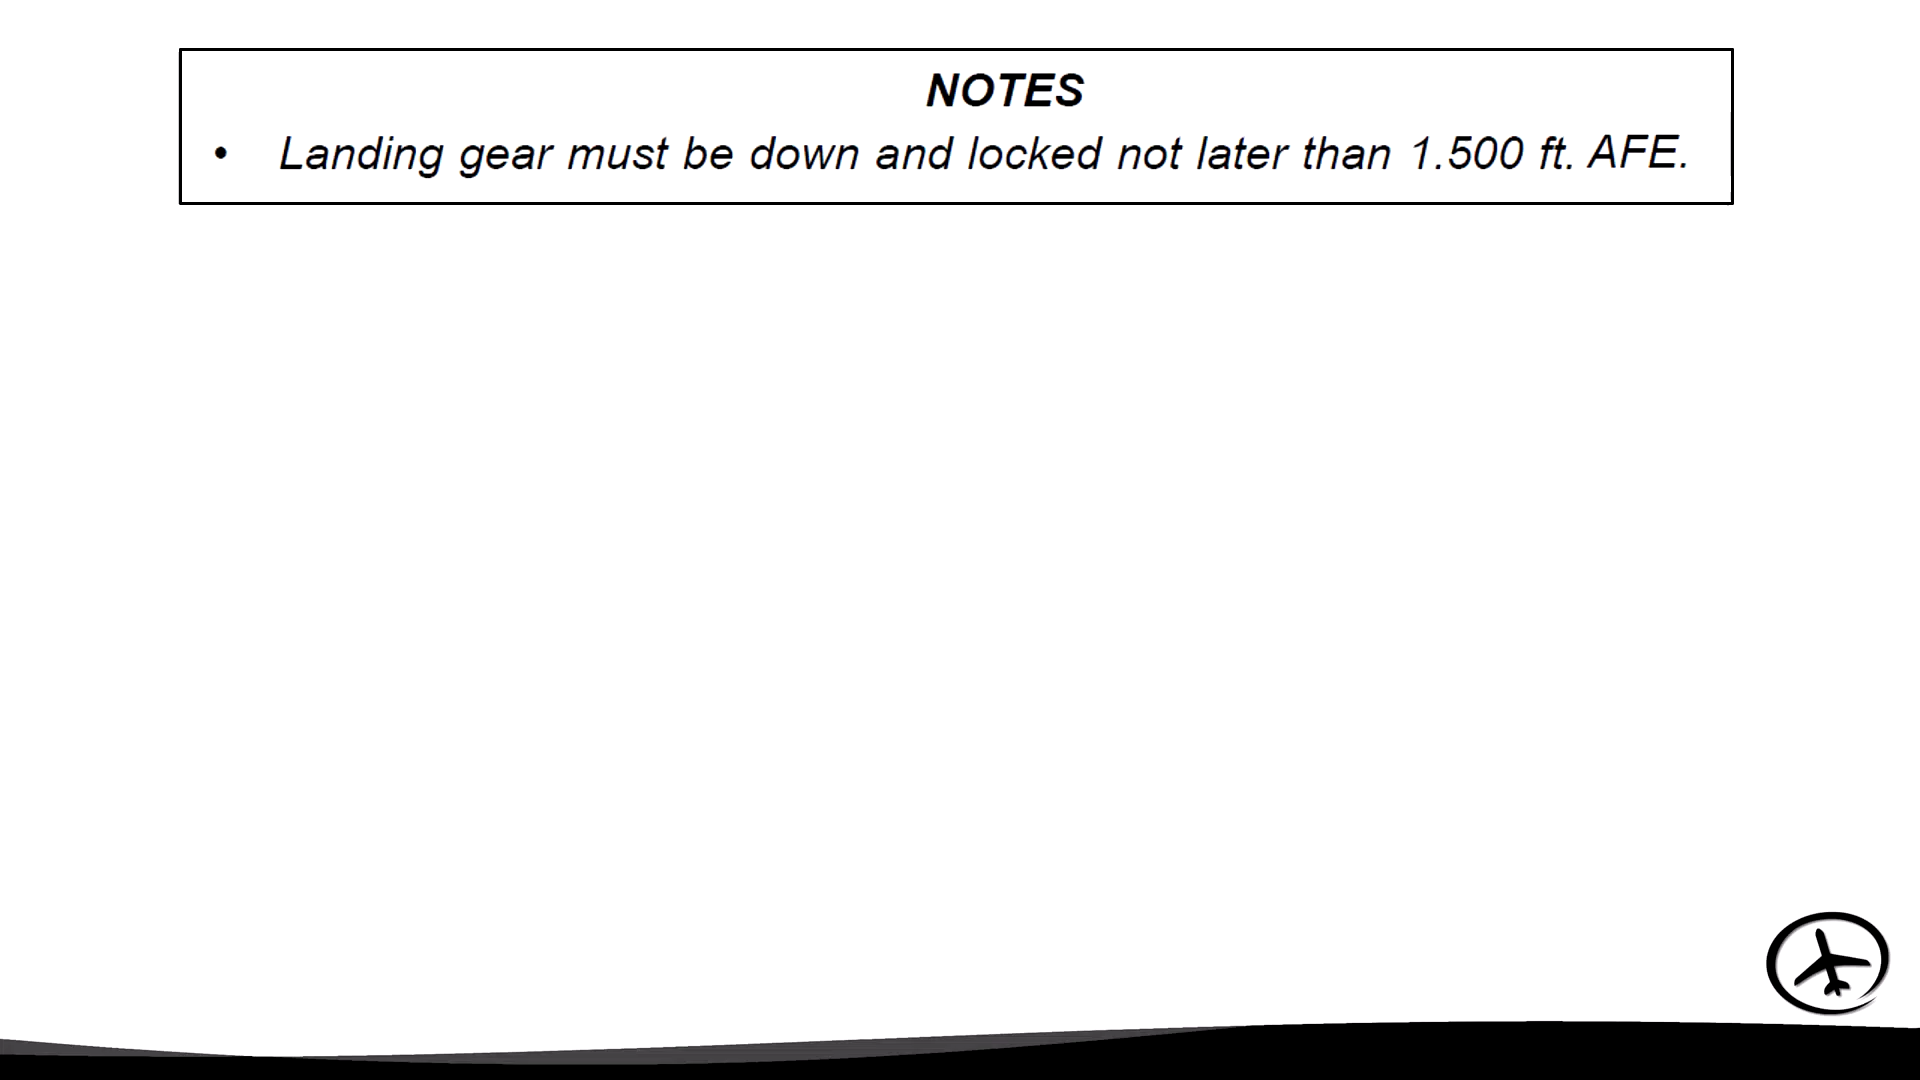 NOTES
• Landing gear must be down and locked not later than 1.500 ft. AFE.